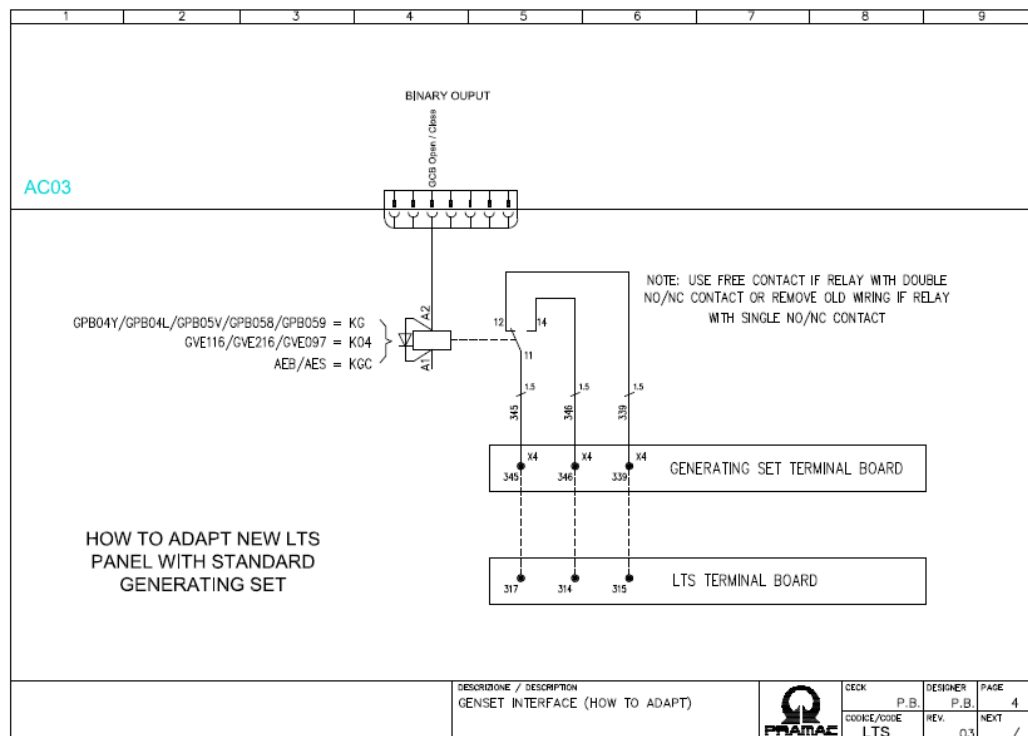 1 2 3 4 5 6 7 8 9
BINARY OUPUT
GCB Open / Close
AC03
NOTE: USE FREE CONTACT IF RELAY WITH DOUBLE
NO/NC CONTACT OR REMOVE OLD WIRING IF RELAY
WITH SINGLE NO/NC CONTACT
GPB04Y/GPB04L/GPB05V/GPB058/GPB059 = KG
GVE116/GVE216/GVE097 = K04
AEB/AES = KGC
A2
A1
12 14
11
1.5 1.5 1.5
345 346 339
X4 X4 X4
345 346 339
GENERATING SET TERMINAL BOARD
HOW TO ADAPT NEW LTS
PANEL WITH STANDARD
GENERATING SET
LTS TERMINAL BOARD
317 314 315
DESCRIZIONE / DESCRIPTION
GENSET INTERFACE (HOW TO ADAPT)
PRAMAC
CECK
P.B.
DESIGNER
P.B.
PAGE
4
CODICE/CODE
LTS
REV.
03
NEXT
/